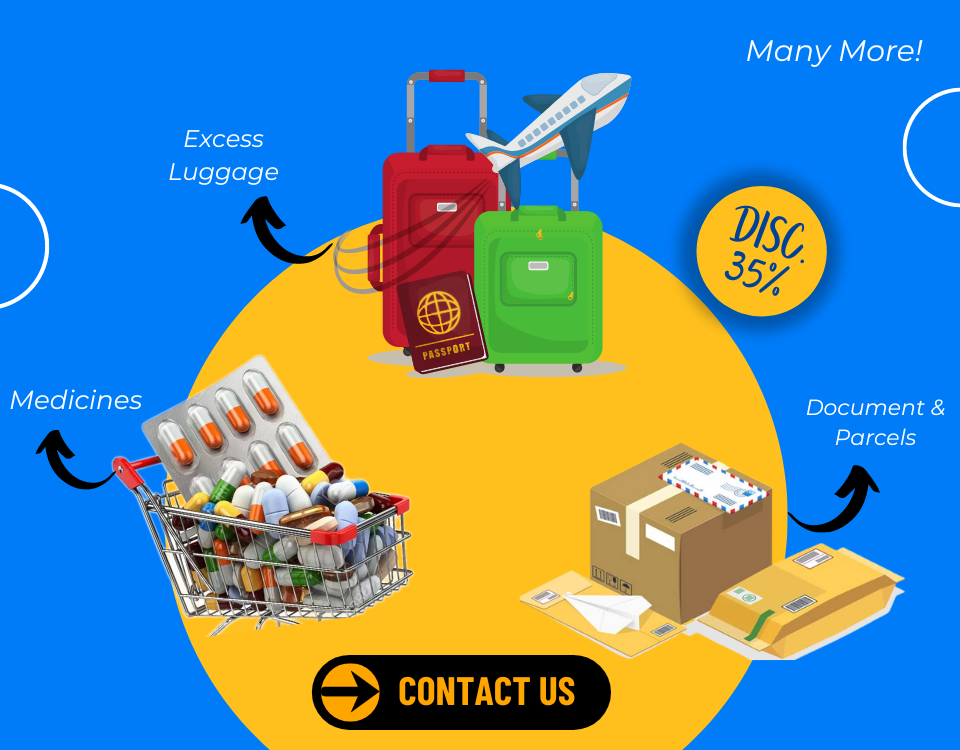 Many More!
Excess
Luggage
DISC.
35%
PASSPORT
Medicines
Document &
Parcels
CONTACT US